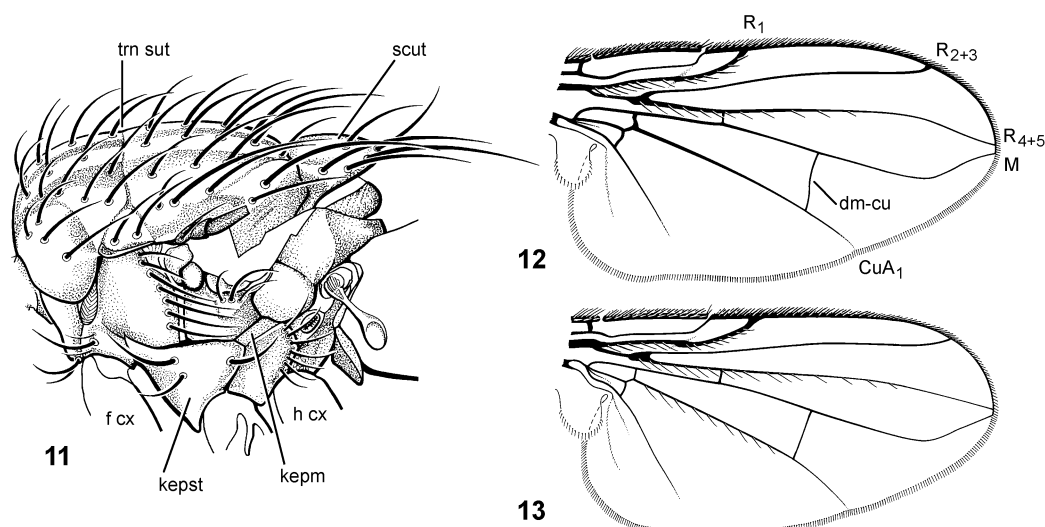 trn sut
scut
f cx
h cx
11
kepst
kepm
R1
R2+3
R4+5
M
dm-cu
12
CuA1
13